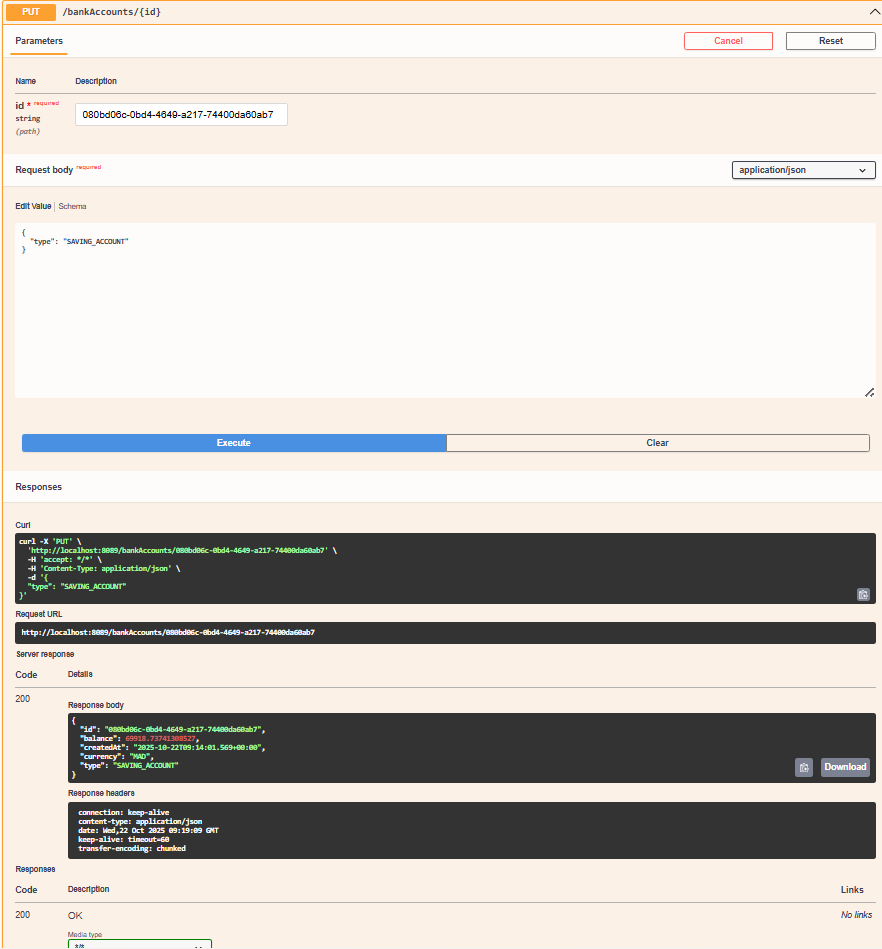 PUT /bankAccounts/{id}
Parameters
Cancel
Reset
Name Description
id * required
string
(path)
080bd06c-0bd4-4649-a217-74400da60ab7
Request body required
application/json
Edit Value | Schema
{
"type": "SAVING_ACCOUNT"
}
Execute
Clear
Responses
Curl
curl -X 'PUT' \
'http://localhost:8089/bankAccounts/080bd06c-0bd4-4649-a217-74400da60ab7' \
-H 'accept: */*' \
-H 'Content-Type: application/json' \
-d '{
"type": "SAVING_ACCOUNT"
}'
Request URL
http://localhost:8089/bankAccounts/080bd06c-0bd4-4649-a217-74400da60ab7
Server response
Code Details
200
Response body
{
"id": "080bd06c-0bd4-4649-a217-74400da60ab7",
"balance": 69918.73741308527,
"createdAt": "2025-10-22T09:14:01.569+00:00",
"currency": "MAD",
"type": "SAVING_ACCOUNT"
}
Download
Response headers
connection: keep-alive
content-type: application/json
date: Wed,22 Oct 2025 09:19:09 GMT
keep-alive: timeout=60
transfer-encoding: chunked
Responses
Code Description Links
200 OK No links
Media type
*/*